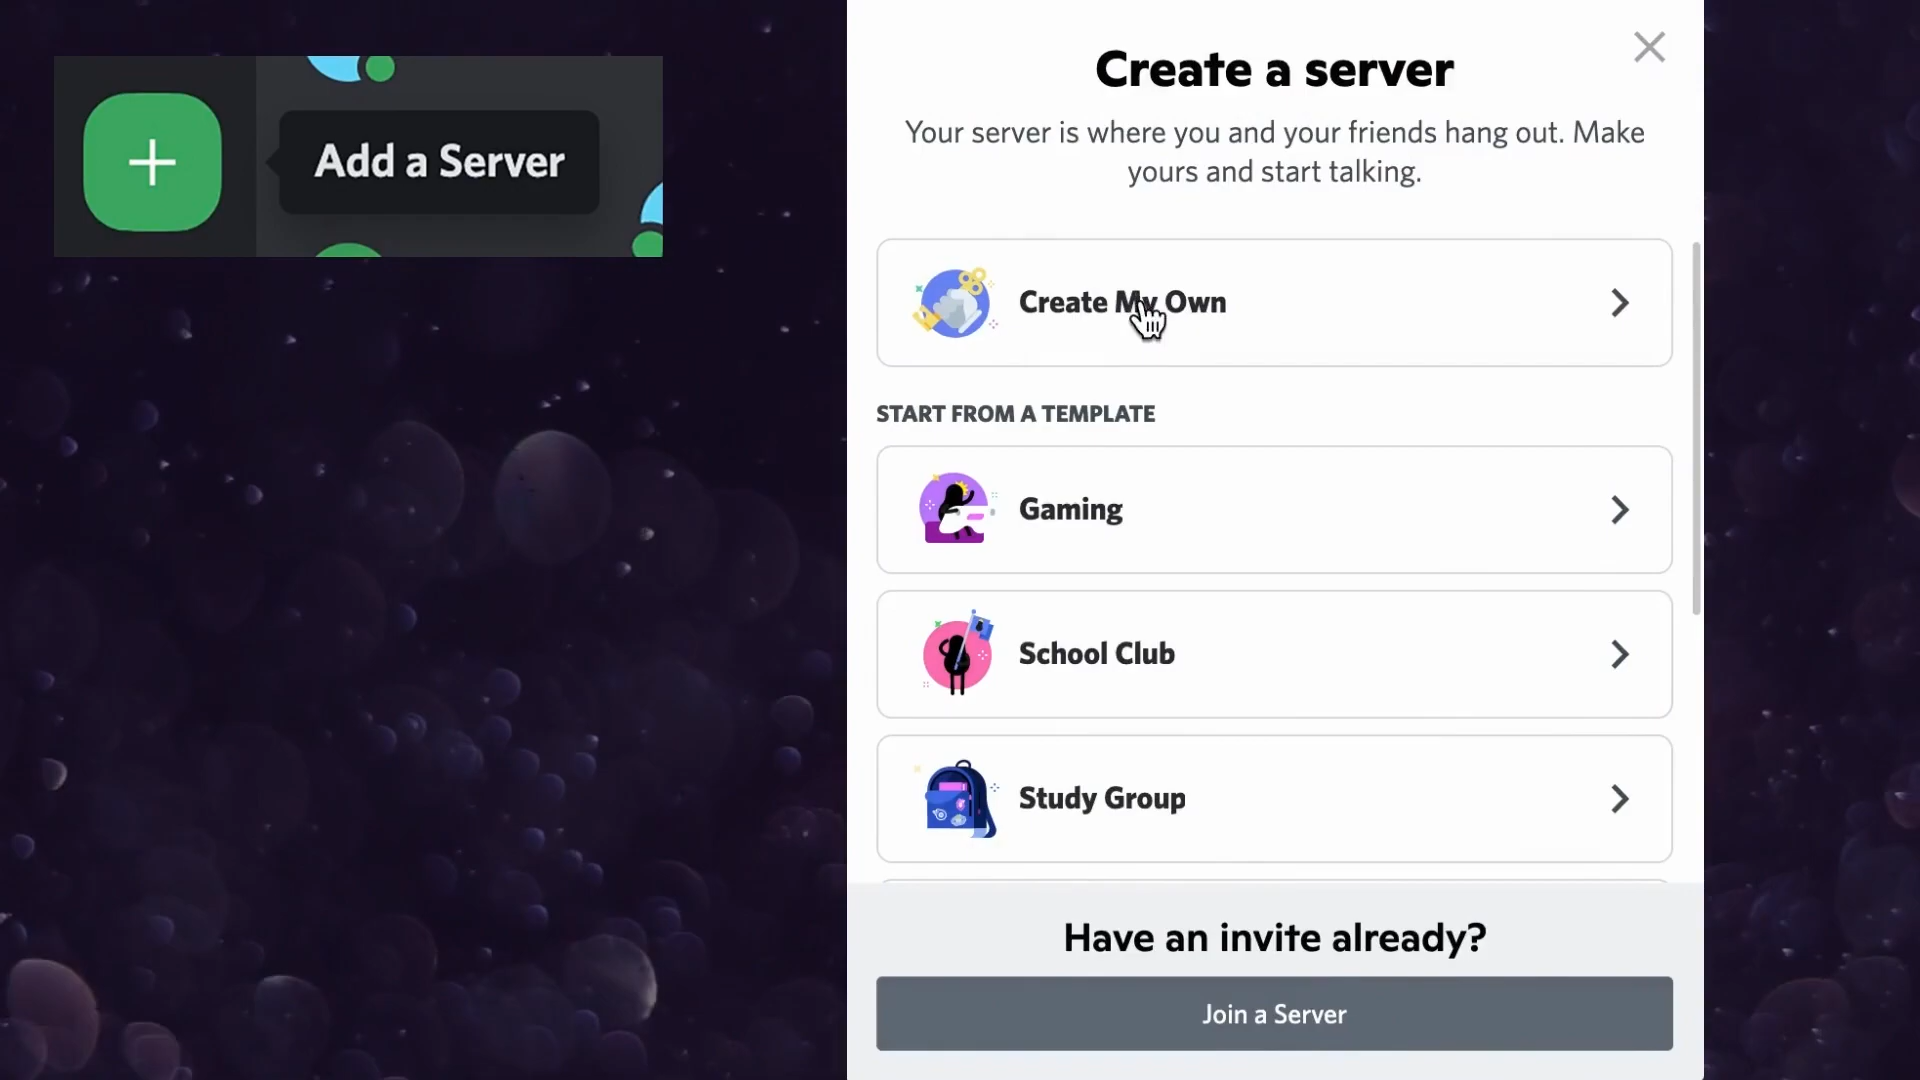 Add a Server
Create a server
Your server is where you and your friends hang out. Make
yours and start talking.
Create My Own
START FROM A TEMPLATE
Gaming
School Club
Study Group
Have an invite already?
Join a Server